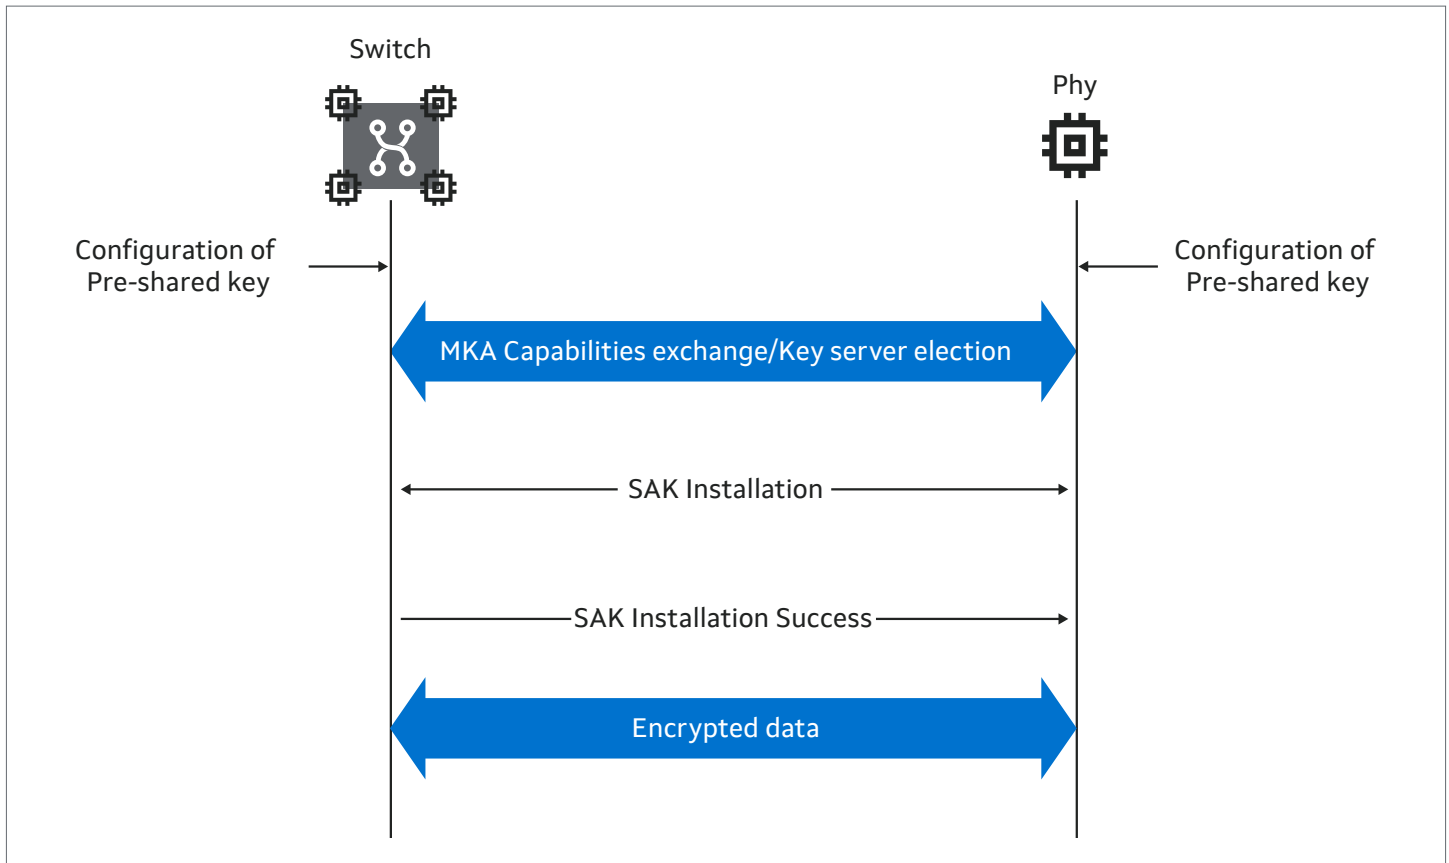 Switch
Phy
Configuration of
Pre-shared key
Configuration of
Pre-shared key
MKA Capabilities exchange/Key server election
SAK Installation
SAK Installation Success
Encrypted data